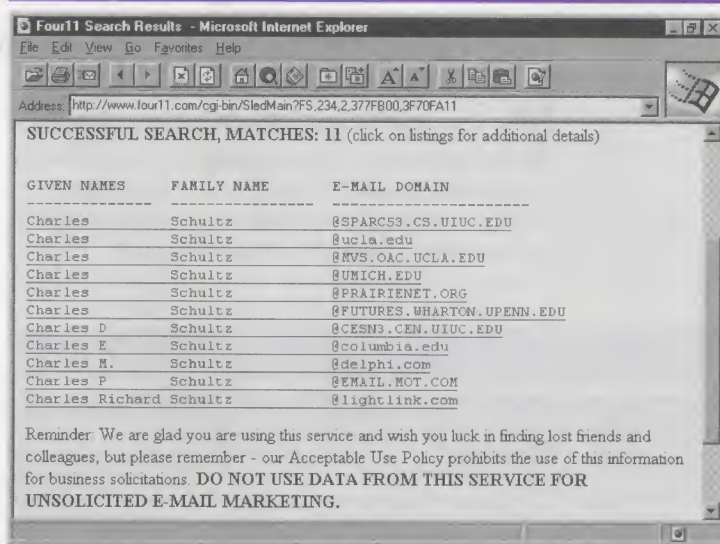 Four11 Search Results - Microsoft Internet Explorer
File Edit View Go Favorites Help
Address: http://www.four11.com/cgi-bin/SledMain?FS,234,2,377FB00,3F70FA11
SUCCESSFUL SEARCH, MATCHES: 11 (click on listings for additional details)
GIVEN NAMES FAMILY NAME E-MAIL DOMAIN
-------------- ---------------- ----------------------
Charles Schultz @SPARC53.CS.UIUC.EDU
Charles Schultz @ucla.edu
Charles Schultz @MVS.OAC.UCLA.EDU
Charles Schultz @UMICH.EDU
Charles Schultz @PRAIRIENET.ORG
Charles Schultz @FUTURES.WHARTON.UPENN.EDU
Charles D Schultz @CESN3.CEN.UIUC.EDU
Charles E Schultz @columbia.edu
Charles M. Schultz @delphi.com
Charles P Schultz @EMAIL.MOT.COM
Charles Richard Schultz @lightlink.com
Reminder: We are glad you are using this service and wish you luck in finding lost friends and
colleagues, but please remember - our Acceptable Use Policy prohibits the use of this information
for business solicitations. DO NOT USE DATA FROM THIS SERVICE FOR
UNSOLICITED E-MAIL MARKETING.